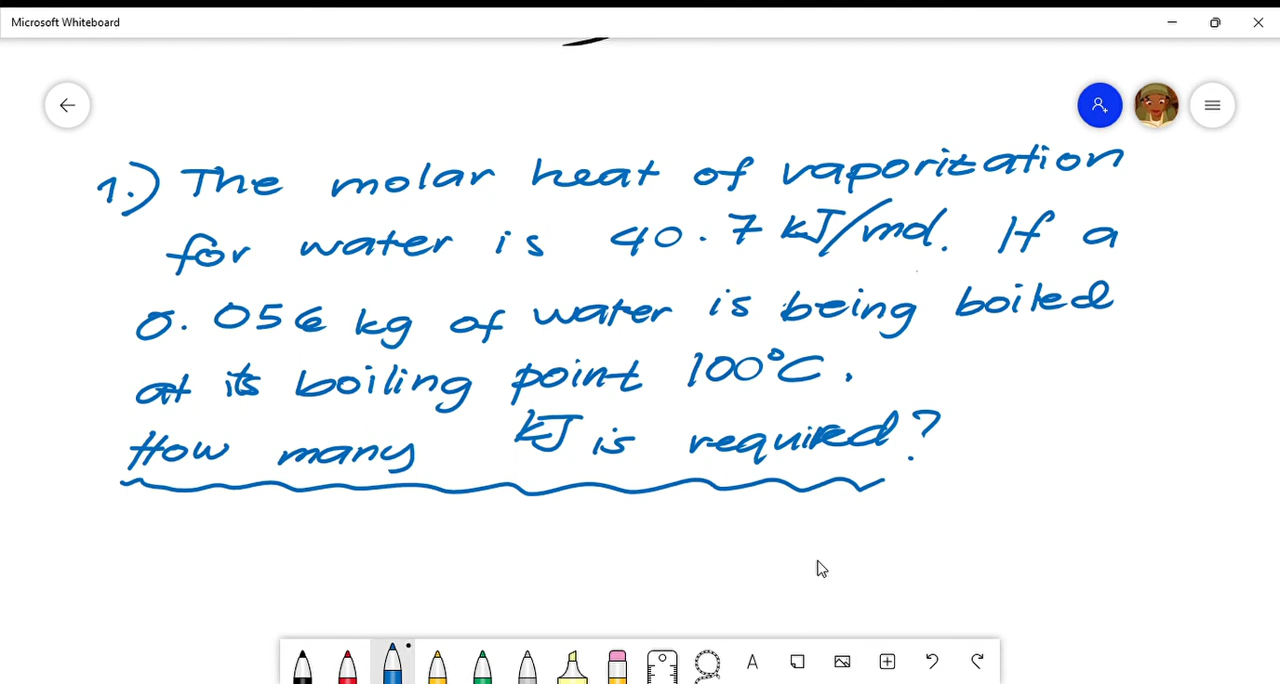 Microsoft Whiteboard
1.) The molar heat of vaporization
for water is 40.7 kJ/mol. If a
0.056 kg of water is being boiled
at its boiling point 100°C.
How many kJ is required?
A